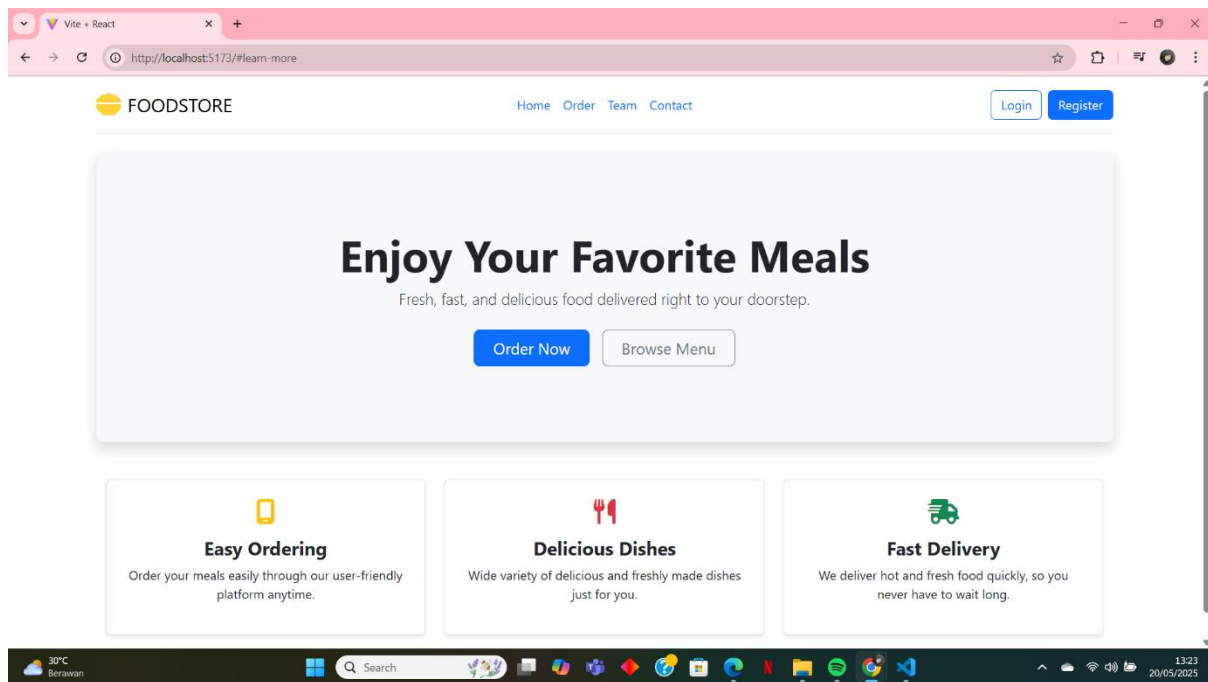 Vite + React
http://localhost:5173/#learn-more
FOODSTORE
Home Order Team Contact
Login Register
Enjoy Your Favorite Meals
Fresh, fast, and delicious food delivered right to your doorstep.
Order Now Browse Menu
Easy Ordering
Order your meals easily through our user-friendly
platform anytime.
Delicious Dishes
Wide variety of delicious and freshly made dishes
just for you.
Fast Delivery
We deliver hot and fresh food quickly, so you
never have to wait long.
30°C
Berawan
Search
13:23
20/05/2025